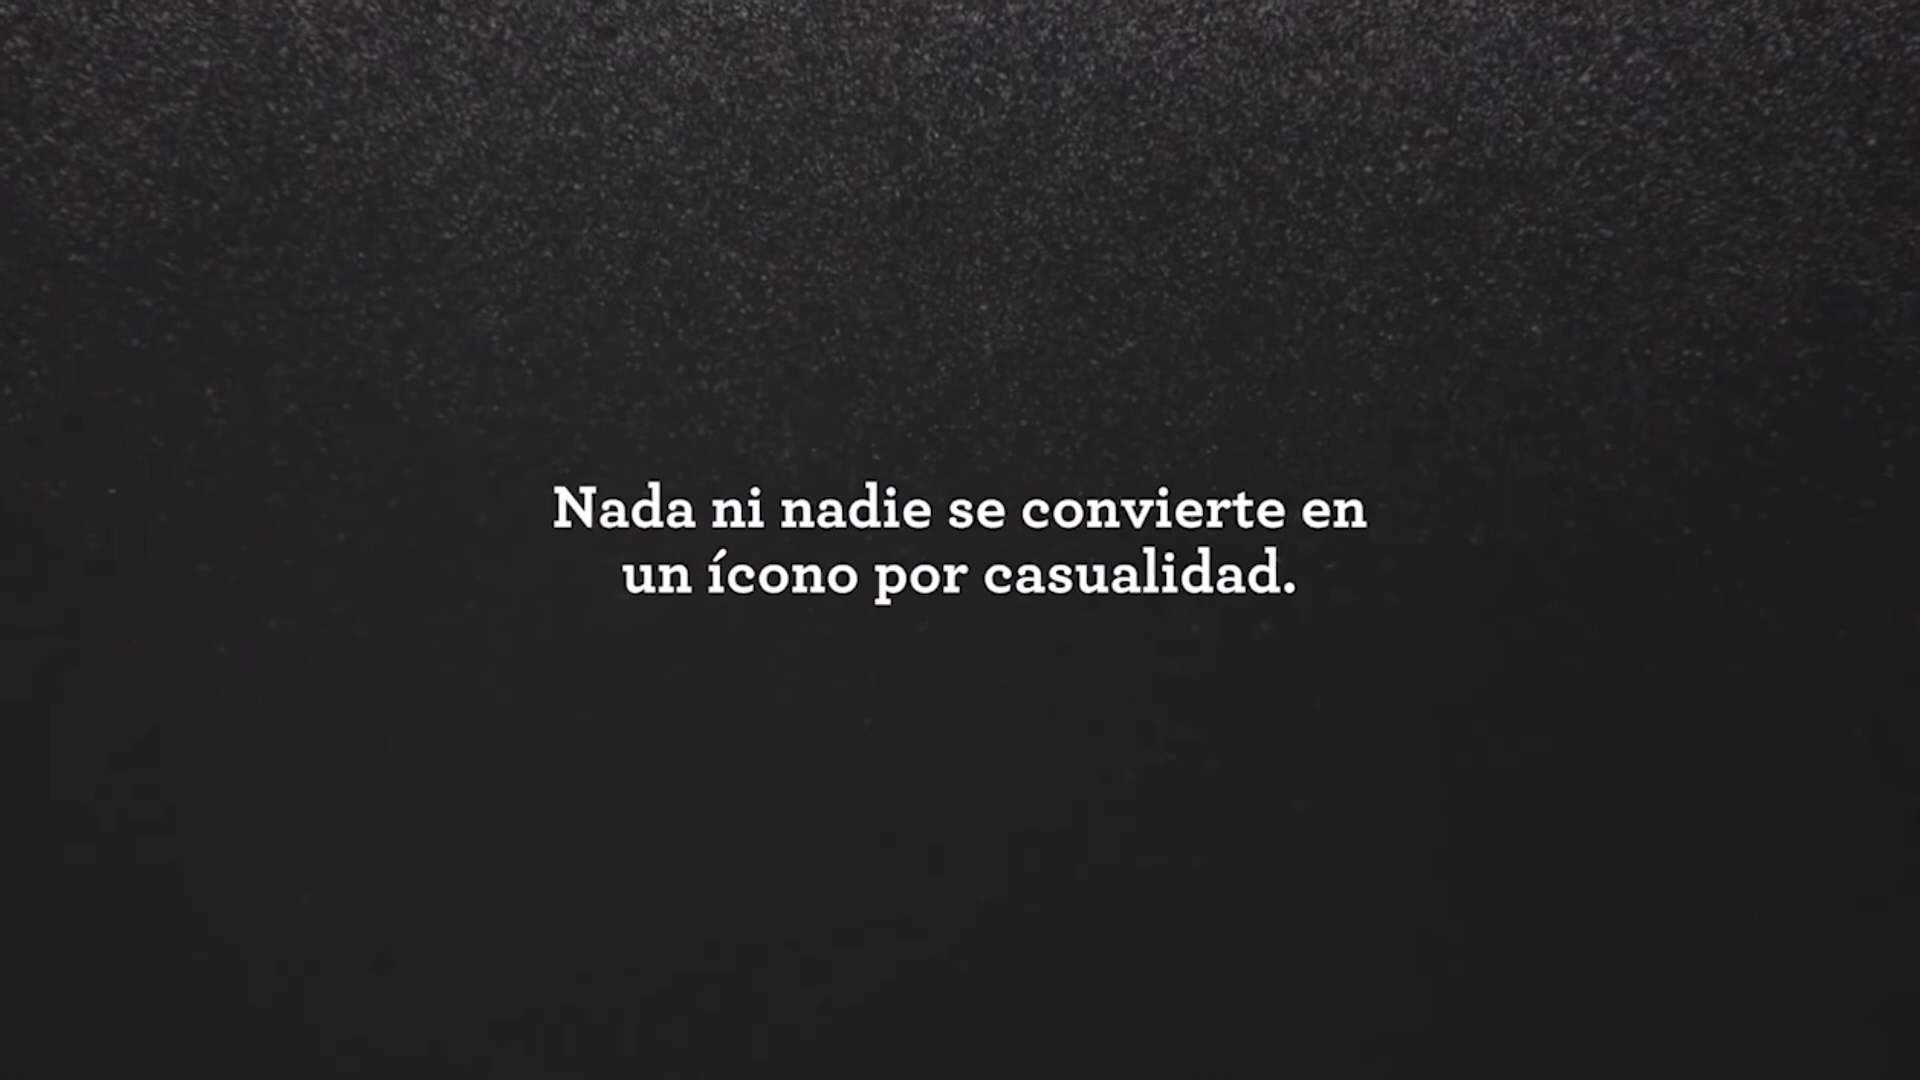 Nada ni nadie se convierte en
un ícono por casualidad.